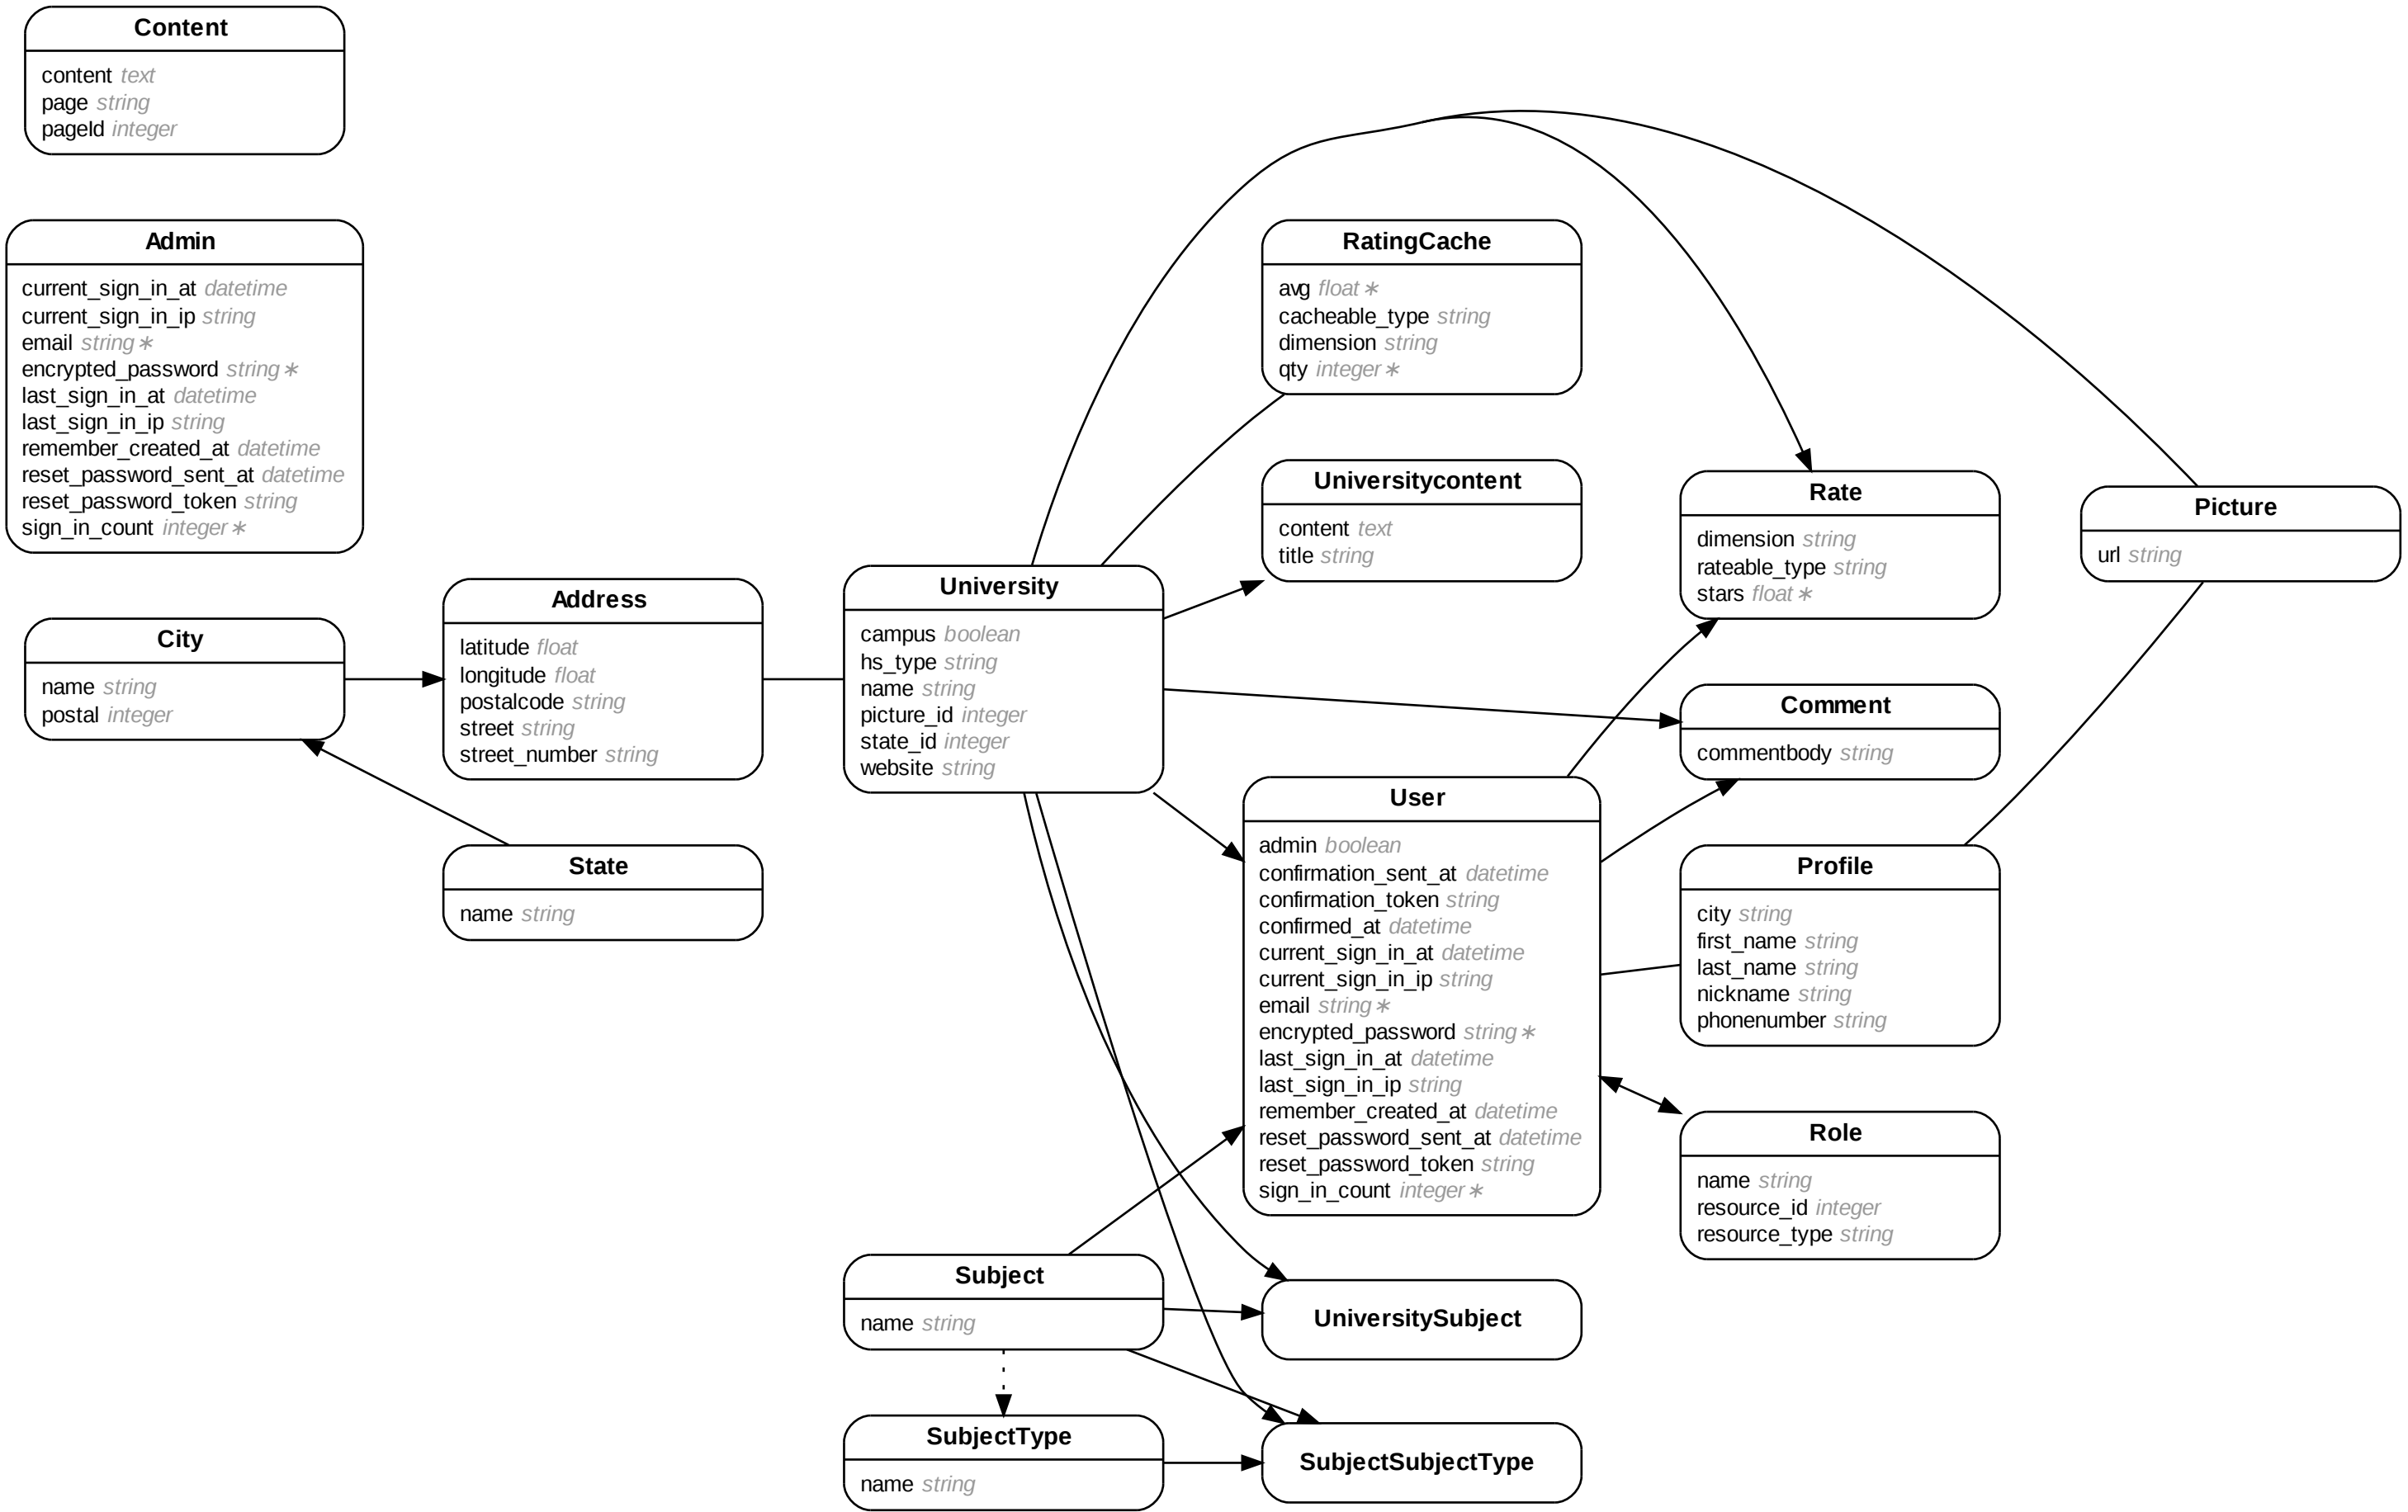 Content
content text
page string
pageId integer
Admin
current_sign_in_at datetime
current_sign_in_ip string
email string∗
encrypted_password string∗
last_sign_in_at datetime
last_sign_in_ip string
remember_created_at datetime
reset_password_sent_at datetime
reset_password_token string
sign_in_count integer∗
City
name string
postal integer
Address
latitude float
longitude float
postalcode string
street string
street_number string
State
name string
University
campus boolean
hs_type string
name string
picture_id integer
state_id integer
website string
Subject
name string
SubjectType
name string
RatingCache
avg float∗
cacheable_type string
dimension string
qty integer∗
Universitycontent
content text
title string
User
admin boolean
confirmation_sent_at datetime
confirmation_token string
confirmed_at datetime
current_sign_in_at datetime
current_sign_in_ip string
email string∗
encrypted_password string∗
last_sign_in_at datetime
last_sign_in_ip string
remember_created_at datetime
reset_password_sent_at datetime
reset_password_token string
sign_in_count integer∗
UniversitySubject
SubjectSubjectType
Rate
dimension string
rateable_type string
stars float∗
Comment
commentbody string
Profile
city string
first_name string
last_name string
nickname string
phonenumber string
Role
name string
resource_id integer
resource_type string
Picture
url string